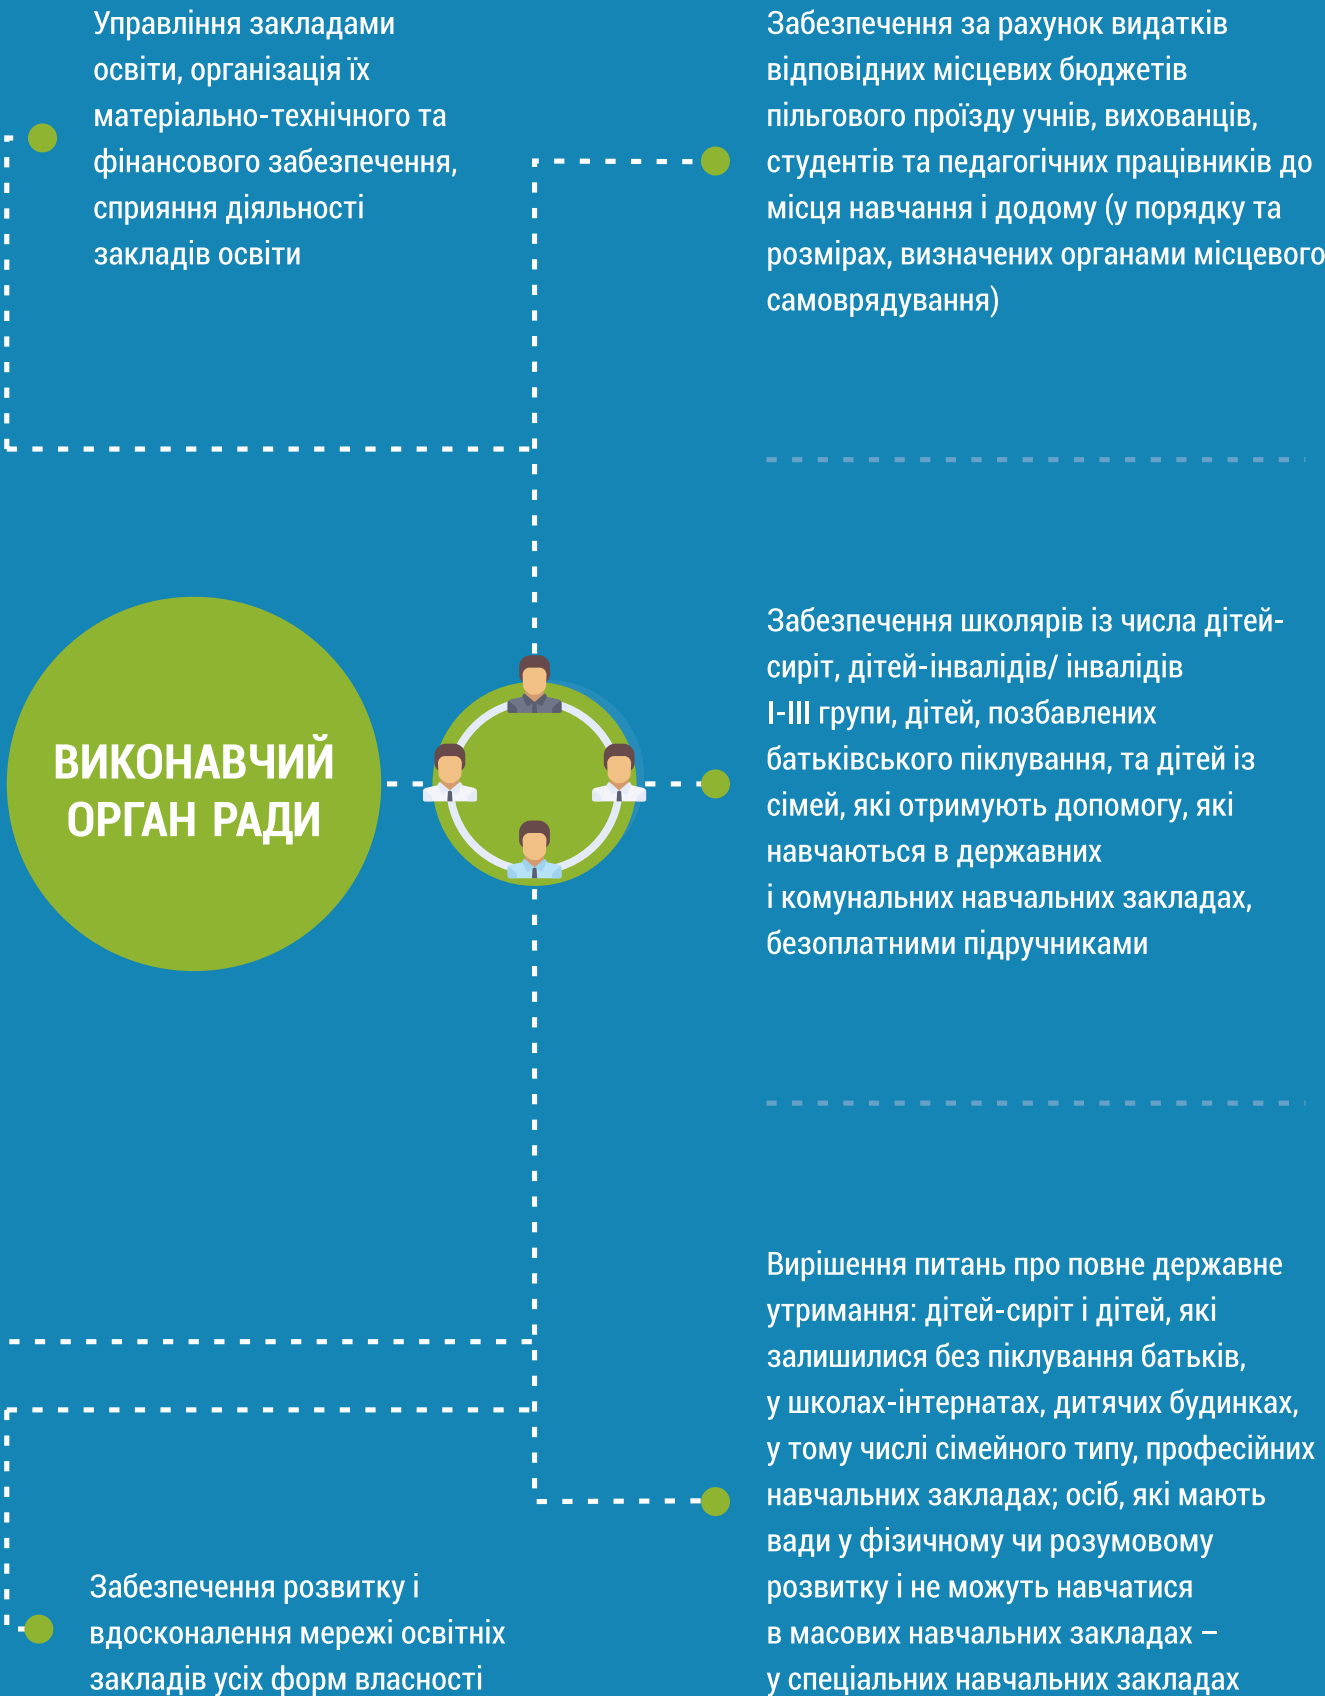 Управління закладами
освіти, організація їх
матеріально-технічного та
фінансового забезпечення,
сприяння діяльності
закладів освіти
Забезпечення за рахунок видатків
відповідних місцевих бюджетів
пільгового проїзду учнів, вихованців,
студентів та педагогічних працівників до
місця навчання і додому (у порядку та
розмірах, визначених органами місцевого
самоврядування)
ВИКОНАВЧИЙ
ОРГАН РАДИ
Забезпечення школярів із числа дітей-
сиріт, дітей-інвалідів/ інвалідів
І-ІІІ групи, дітей, позбавлених
батьківського піклування, та дітей із
сімей, які отримують допомогу, які
навчаються в державних
і комунальних навчальних закладах,
безоплатними підручниками
Вирішення питань про повне державне
утримання: дітей-сиріт і дітей, які
залишилися без піклування батьків,
у школах-інтернатах, дитячих будинках,
у тому числі сімейного типу, професійних
навчальних закладах; осіб, які мають
вади у фізичному чи розумовому
розвитку і не можуть навчатися
в масових навчальних закладах –
у спеціальних навчальних закладах
Забезпечення розвитку і
вдосконалення мережі освітніх
закладів усіх форм власності